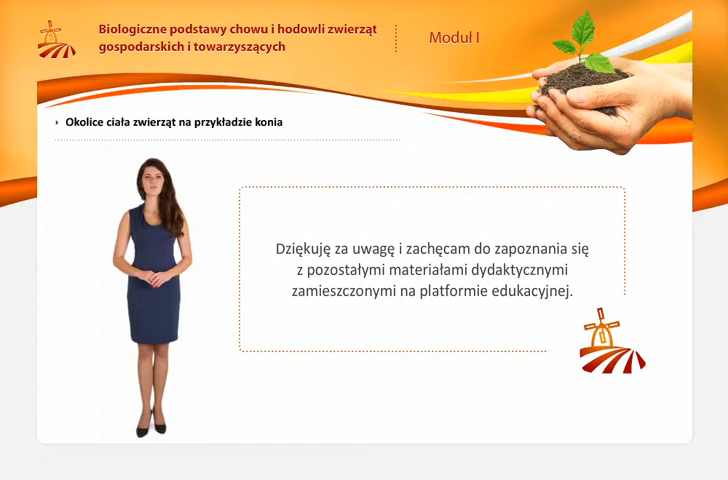 Biologiczne podstawy chowu i hodowli zwierząt
gospodarskich i towarzyszących
Moduł I
Okolice ciała zwierząt na przykładzie konia
Dziękuję za uwagę i zachęcam do zapoznania się
z pozostałymi materiałami dydaktycznymi
zamieszczonymi na platformie edukacyjnej.